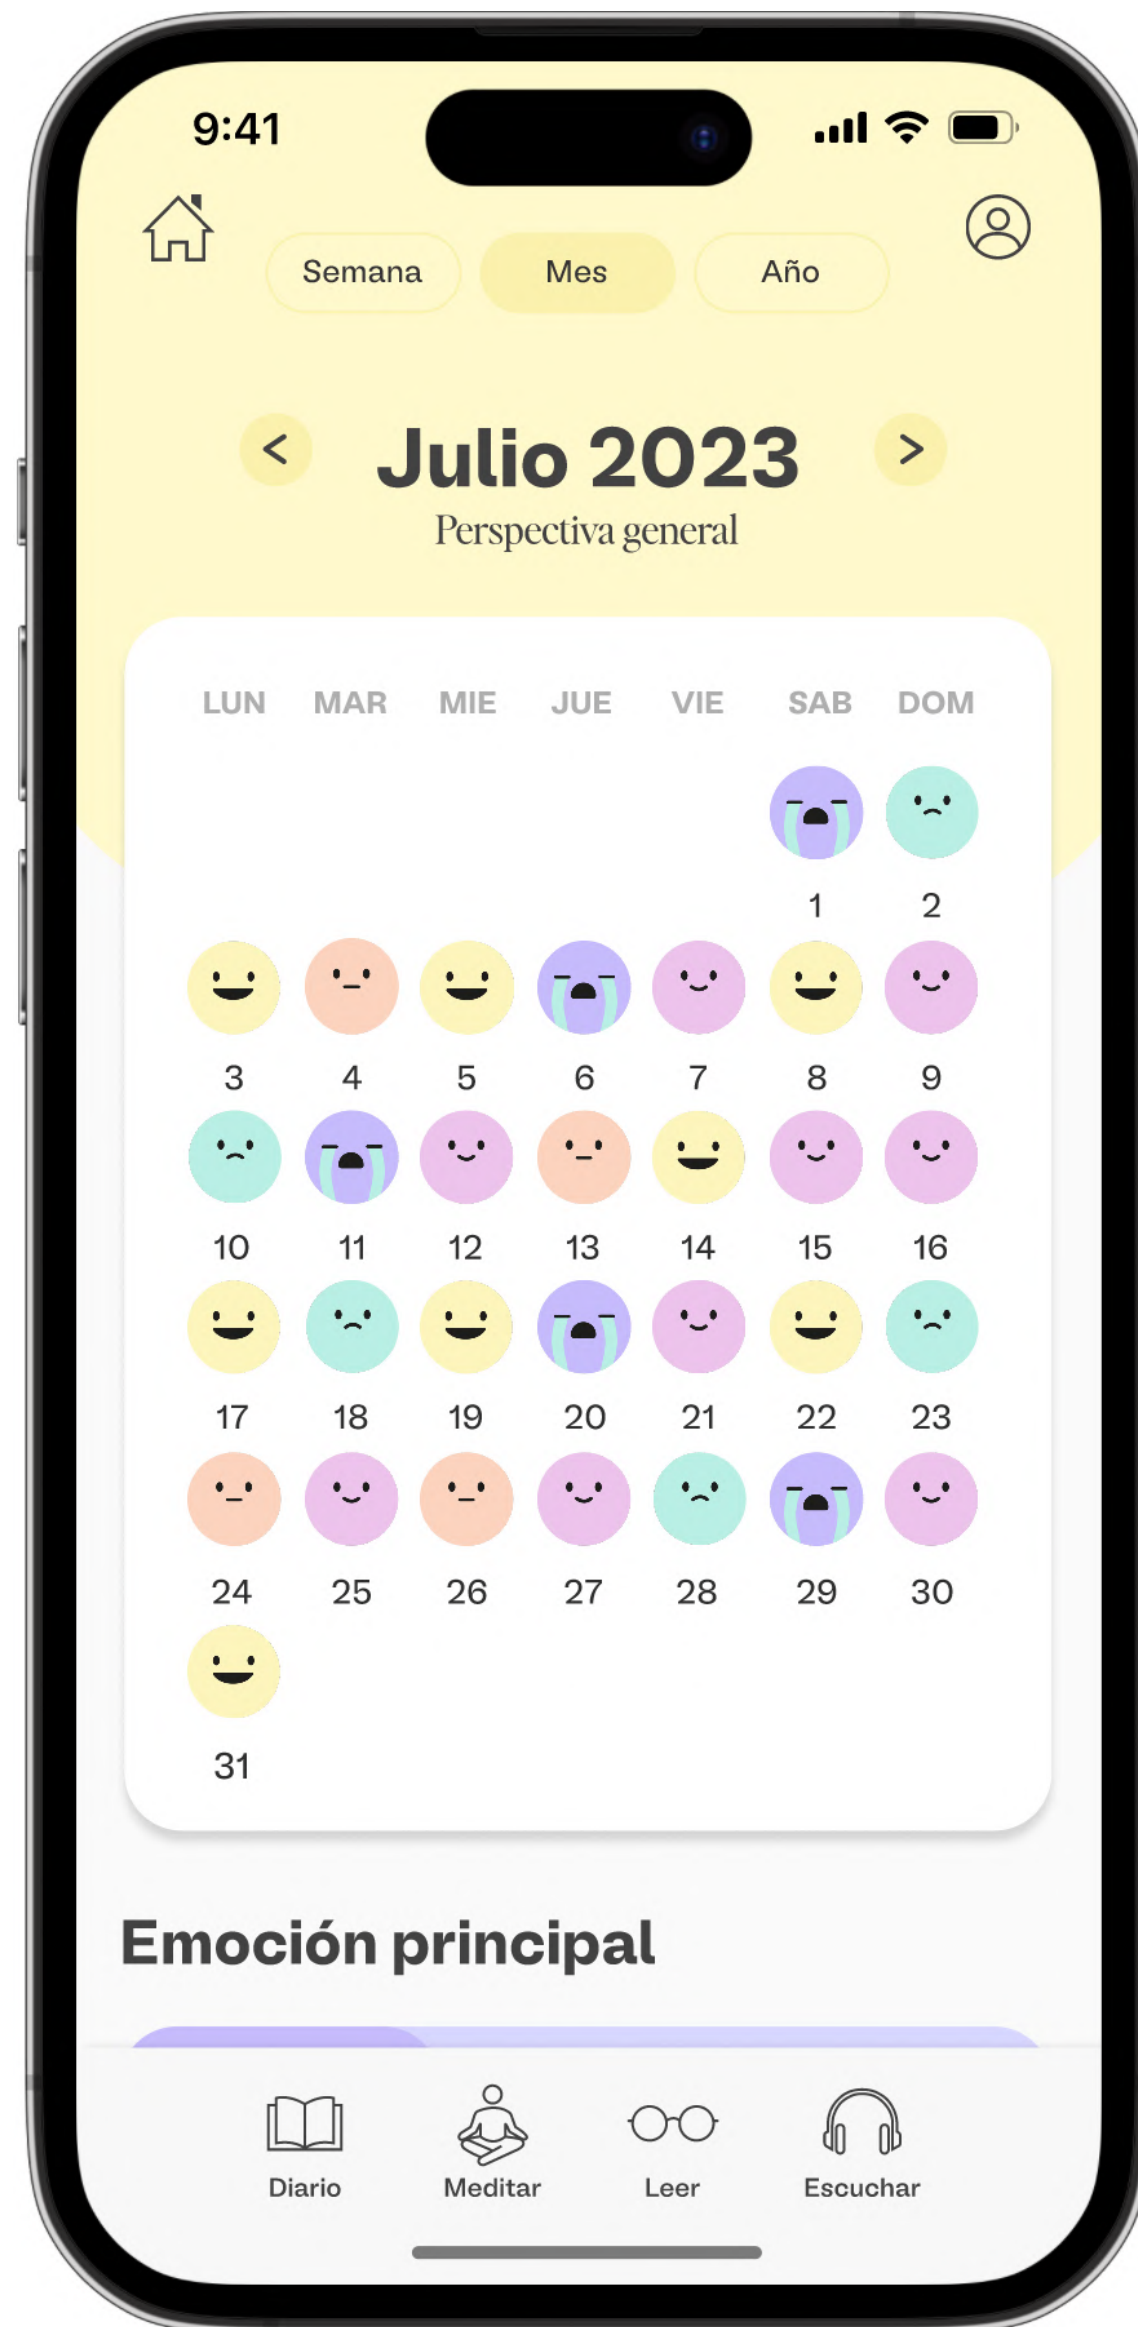 9:41
Semana Mes Año
< Julio 2023 >
Perspectiva general
LUN MAR MIE JUE VIE SAB DOM
1 2
3 4 5 6 7 8 9
10 11 12 13 14 15 16
17 18 19 20 21 22 23
24 25 26 27 28 29 30
31
Emoción principal
Diario Meditar Leer Escuchar